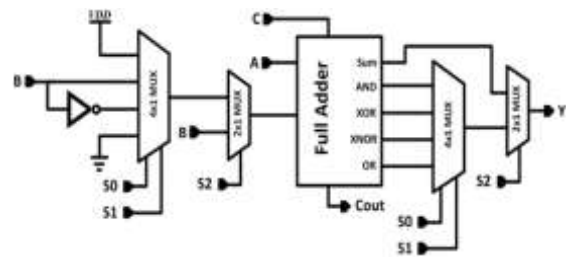 VDD
C
B
4x1 MUX
2x1 MUX
A
Full Adder
Sum
AND
XOR
XNOR
OR
4x1 MUX
2x1 MUX
Y
B
S0
S1
S2
Cout
S0
S1
S2